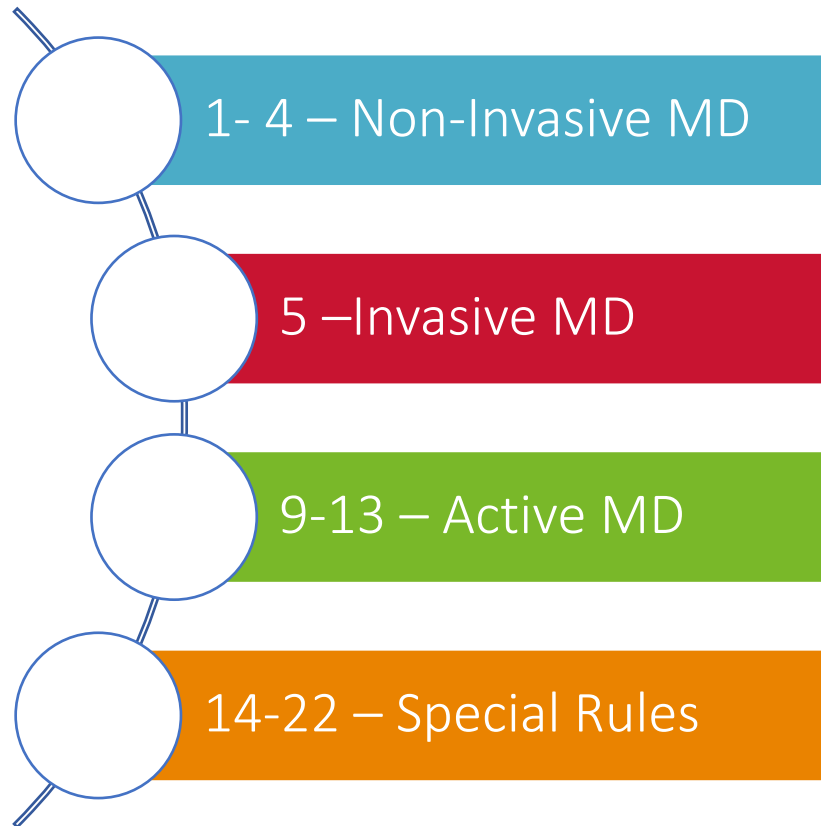 1- 4 – Non-Invasive MD
5 –Invasive MD
9-13 – Active MD
14-22 – Special Rules